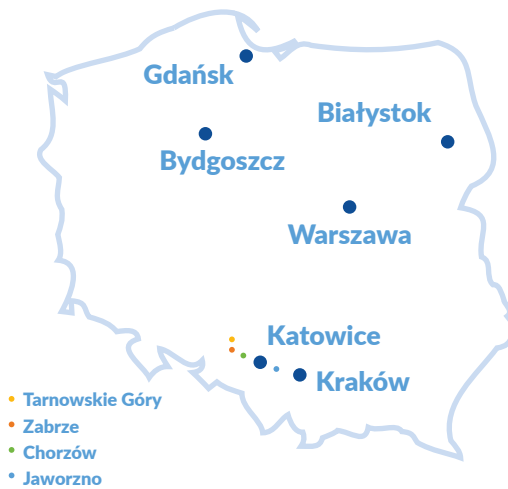 Gdańsk
Białystok
Bydgoszcz
Warszawa
Katowice
Kraków
Tarnowskie Góry
Zabrze
Chorzów
Jaworzno